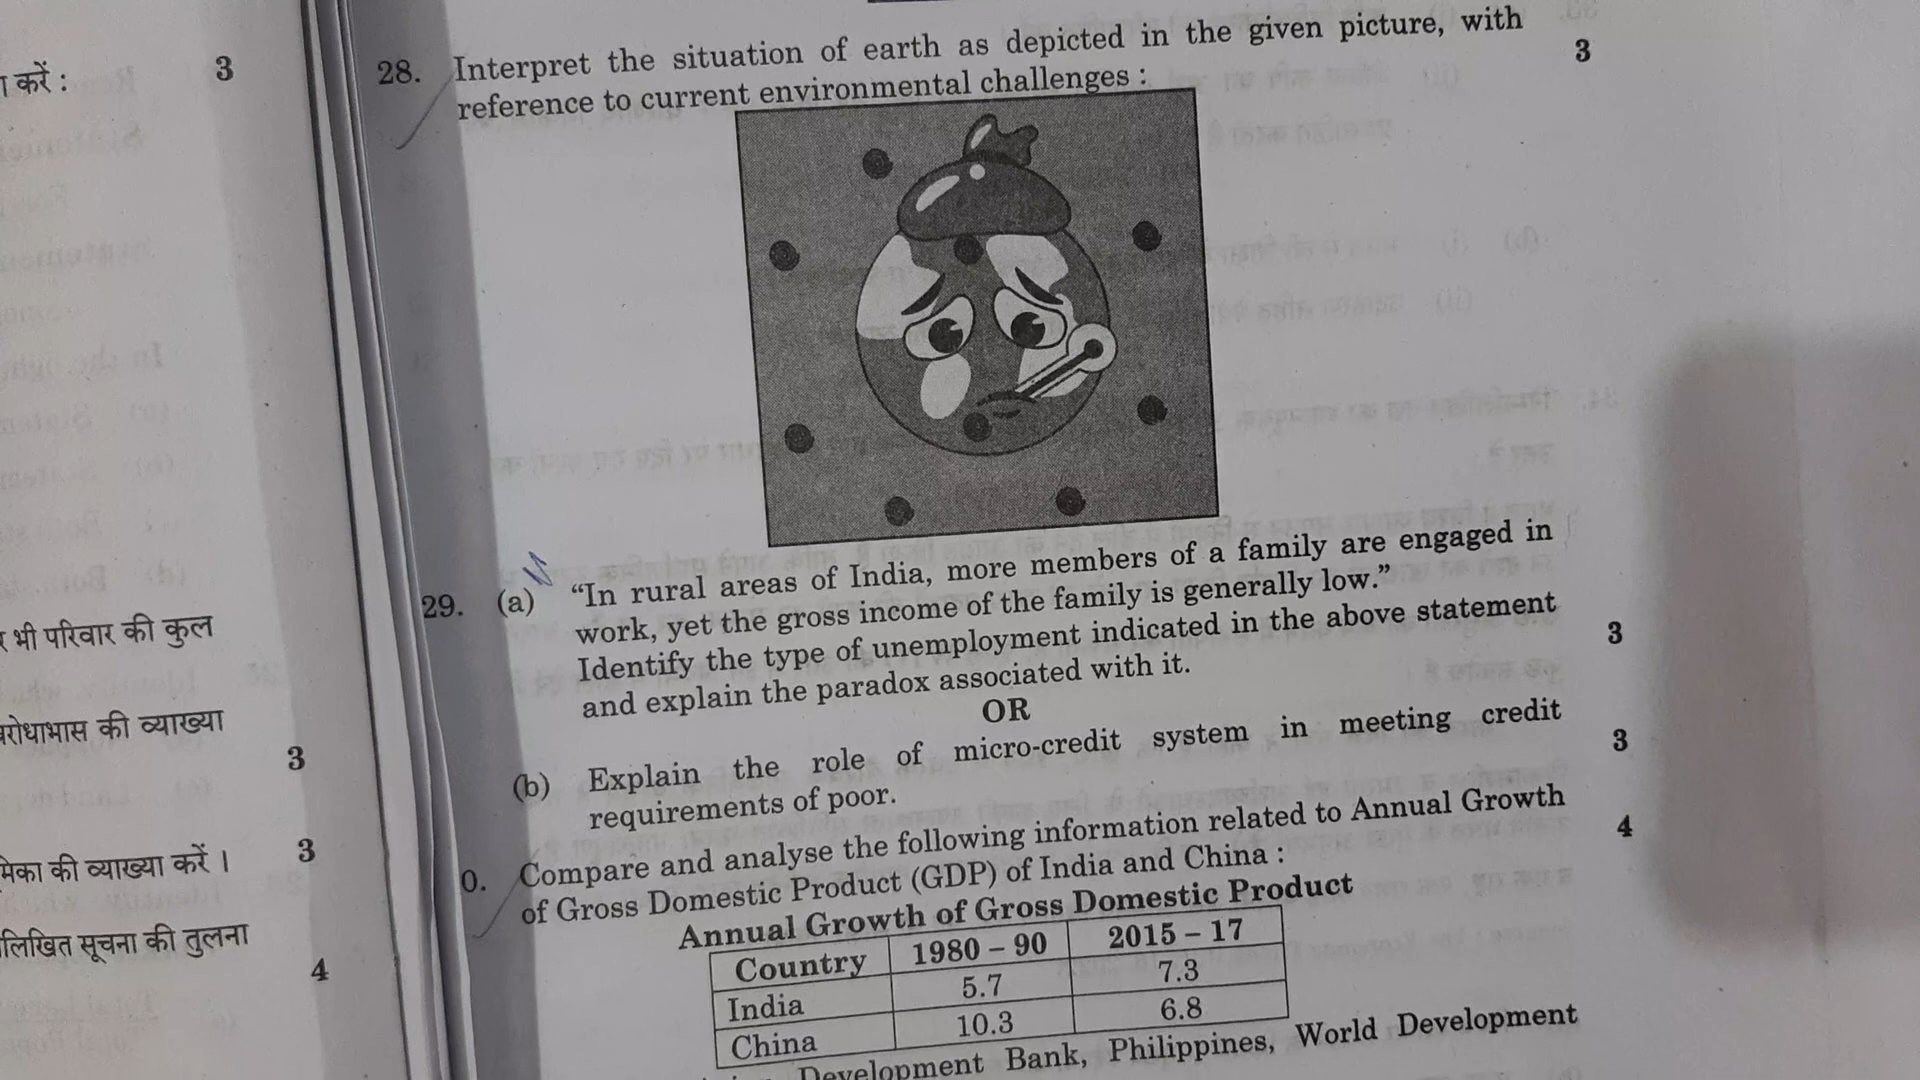 करें :
3
र भी परिवार की कुल
की व्याख्या
3
की व्याख्या करें ।
3
सूचना की तुलना
4
28. Interpret the situation of earth as depicted in the given picture, with
reference to current environmental challenges :
3
29. (a) “In rural areas of India, more members of a family are engaged in
work, yet the gross income of the family is generally low.”
Identify the type of unemployment indicated in the above statement
and explain the paradox associated with it.
3
OR
(b) Explain the role of micro-credit system in meeting credit
requirements of poor.
3
0. Compare and analyse the following information related to Annual Growth
of Gross Domestic Product (GDP) of India and China :
4
Annual Growth of Gross Domestic Product
Country 1980 – 90 2015 – 17
India 5.7 7.3
China 10.3 6.8
Development Bank, Philippines, World Development